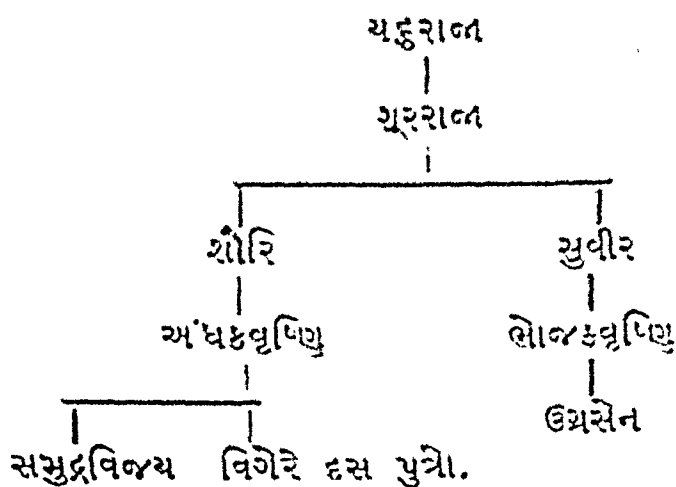 યદુરાજા
શૂરરાજા
શૌરિ સુવીર
અંધકવૃષ્ણિ ભોજકવૃષ્ણિ
ઉગ્રસેન
સમુદ્રવિજય વિગેરે દસ પુત્રો.